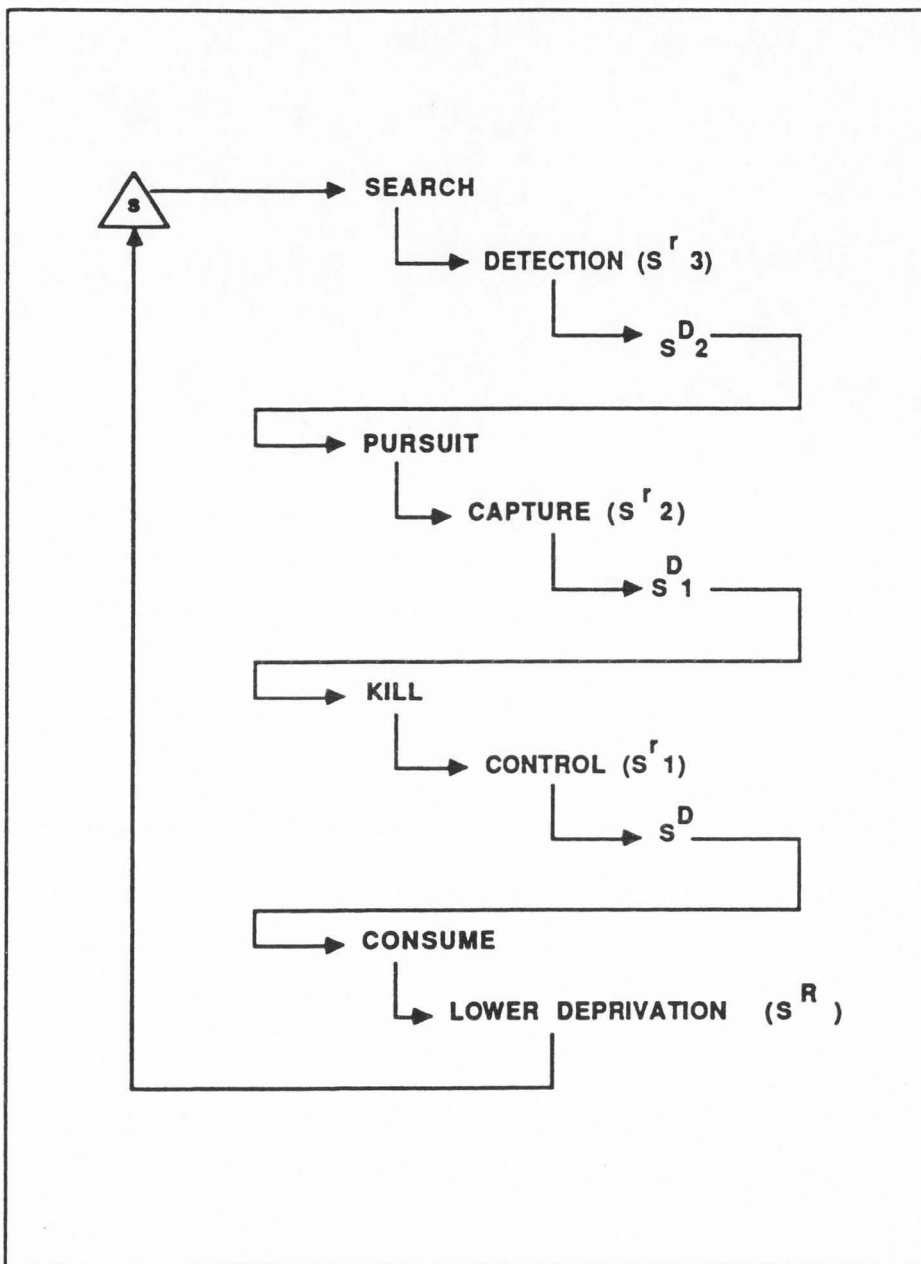 s
SEARCH
DETECTION (S^r 3)
S^D 2
PURSUIT
CAPTURE (S^r 2)
S^D 1
KILL
CONTROL (S^r 1)
S^D
CONSUME
LOWER DEPRIVATION (S^R )